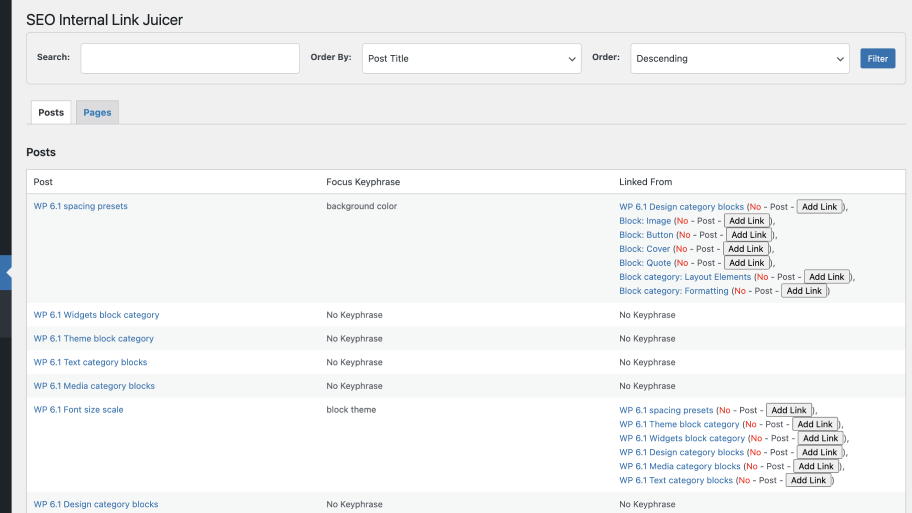 SEO Internal Link Juicer
Search: Order By: Post Title Order: Descending Filter
Posts Pages
Posts
Post Focus Keyphrase Linked From
WP 6.1 spacing presets background color WP 6.1 Design category blocks (No - Post - Add Link),
Block: Image (No - Post - Add Link),
Block: Button (No - Post - Add Link),
Block: Cover (No - Post - Add Link),
Block: Quote (No - Post - Add Link),
Block category: Layout Elements (No - Post - Add Link),
Block category: Formatting (No - Post - Add Link)
WP 6.1 Widgets block category No Keyphrase No Keyphrase
WP 6.1 Theme block category No Keyphrase No Keyphrase
WP 6.1 Text category blocks No Keyphrase No Keyphrase
WP 6.1 Media category blocks No Keyphrase No Keyphrase
WP 6.1 Font size scale block theme WP 6.1 spacing presets (No - Post - Add Link),
WP 6.1 Theme block category (No - Post - Add Link),
WP 6.1 Widgets block category (No - Post - Add Link),
WP 6.1 Design category blocks (No - Post - Add Link),
WP 6.1 Media category blocks (No - Post - Add Link),
WP 6.1 Text category blocks (No - Post - Add Link)
WP 6.1 Design category blocks No Keyphrase No Keyphrase